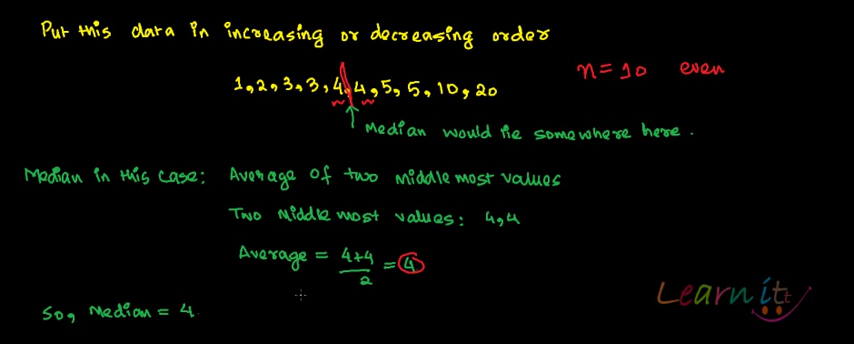 Put this data in increasing or decreasing order
1, 2, 3, 3, 4, 4, 5, 5, 10, 20
n = 10 even
Median would lie somewhere here.
Median in this case: Average of two middle most values
Two middle most values: 4, 4
Average = 4+4/2 = 4
So, Median = 4.
Learnitt